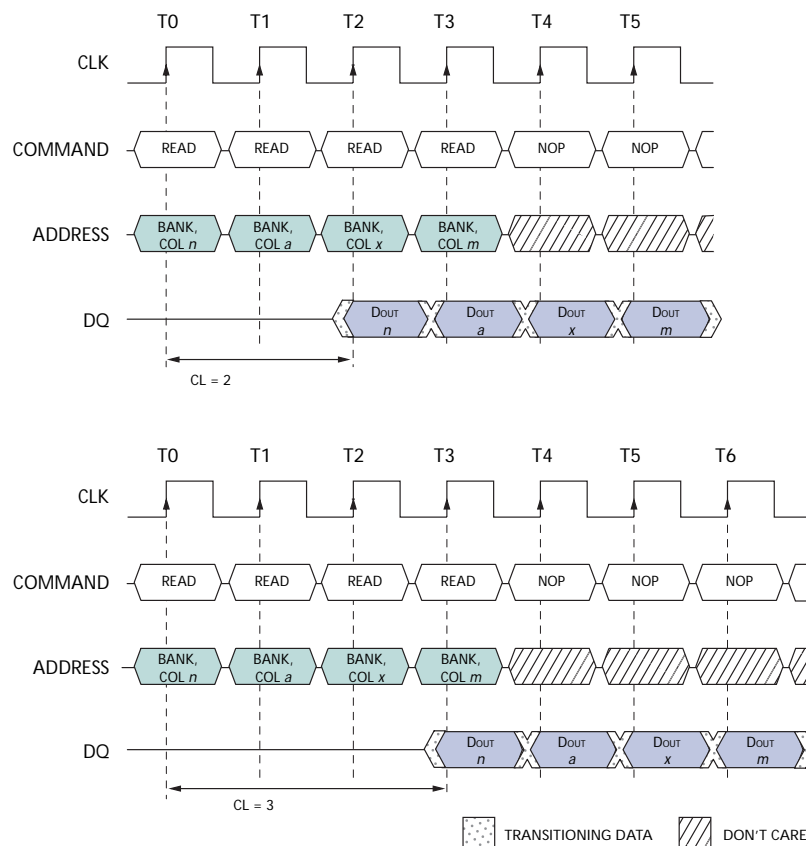 T0 T1 T2 T3 T4 T5
CLK
COMMAND READ READ READ READ NOP NOP
ADDRESS BANK, COL n BANK, COL a BANK, COL x BANK, COL m
DQ DOUT n DOUT a DOUT x DOUT m
CL = 2
T0 T1 T2 T3 T4 T5 T6
CLK
COMMAND READ READ READ READ NOP NOP NOP
ADDRESS BANK, COL n BANK, COL a BANK, COL x BANK, COL m
DQ DOUT n DOUT a DOUT x DOUT m
CL = 3
TRANSITIONING DATA DON'T CARE